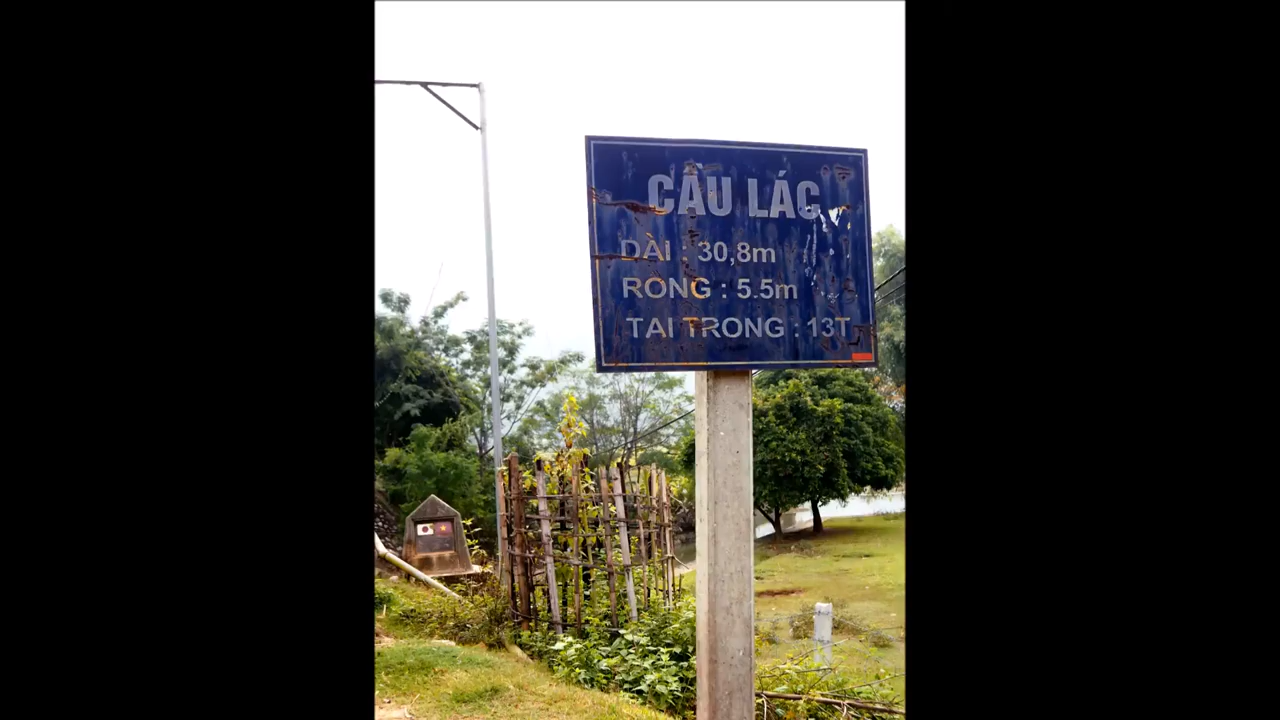 CẦU LÁC
DÀI : 30,8m
RỘNG : 5.5m
TẢI TRỌNG : 13T